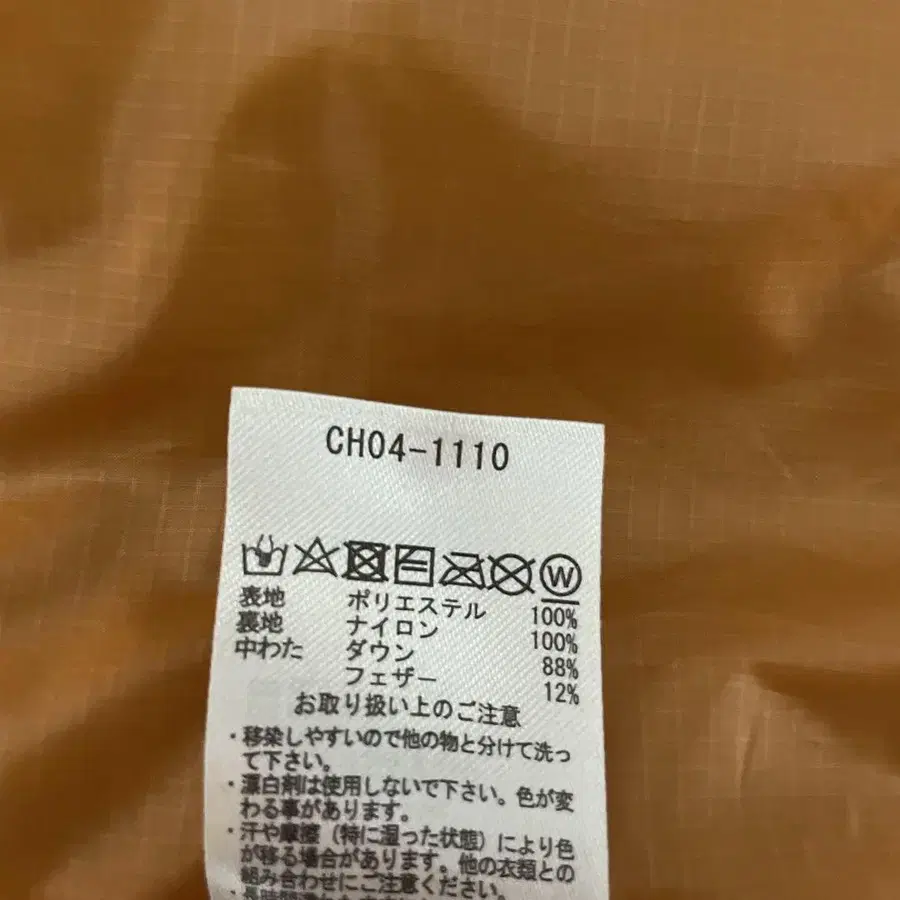 CH04-1110
W
表地 ポリエステル 100%
裏地 ナイロン 100%
中わた ダウン 88%
フェザー 12%
お取り扱い上のご注意
・移染しやすいので他の物と分けて洗っ
て下さい。
・漂白剤は使用しないで下さい。色が変
わる事があります。
・汗や摩擦（特に湿った状態）により色
が移る場合があります。他の衣類との
組み合わせにご注意ください。